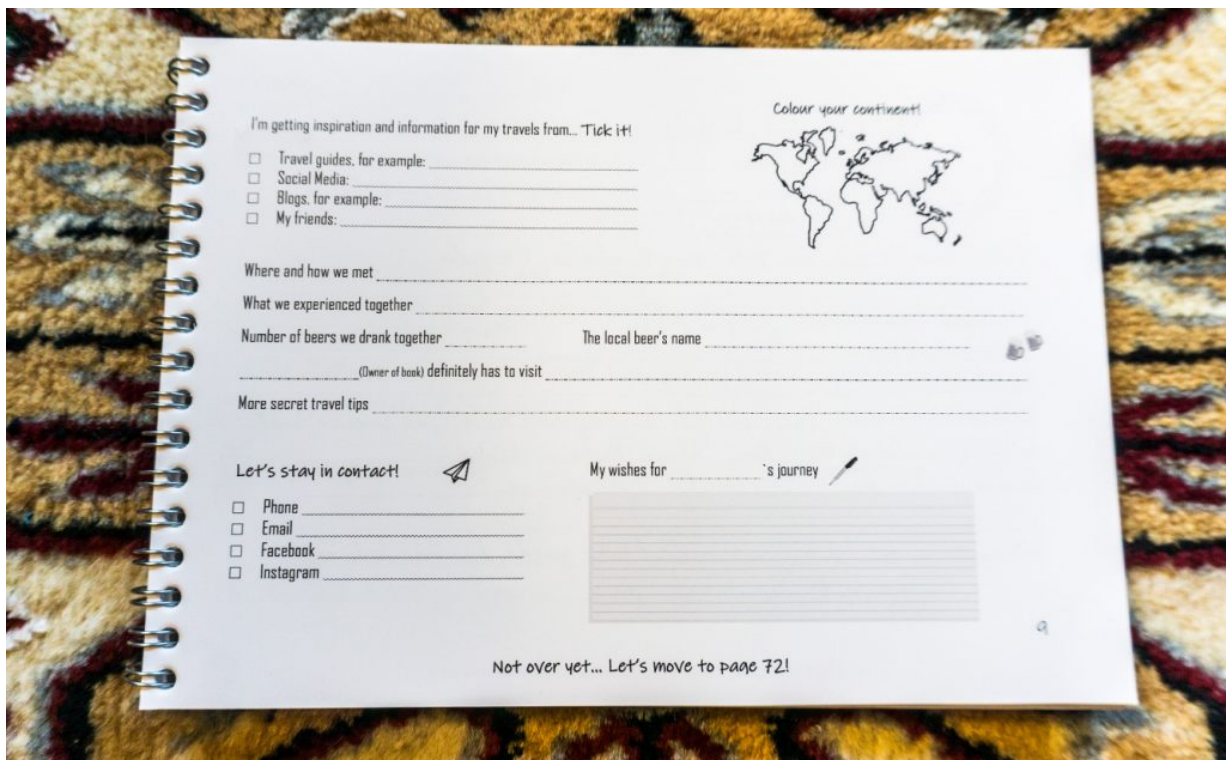 Colour your continent!
I'm getting inspiration and information for my travels from... Tick it!
Travel guides, for example:
Social Media:
Blogs, for example:
My friends:
Where and how we met
What we experienced together
Number of beers we drank together The local beer's name
(Owner of book) definitely has to visit
More secret travel tips
Let's stay in contact! My wishes for `s journey
Phone
Email
Facebook
Instagram
9
Not over yet... Let's move to page 72!